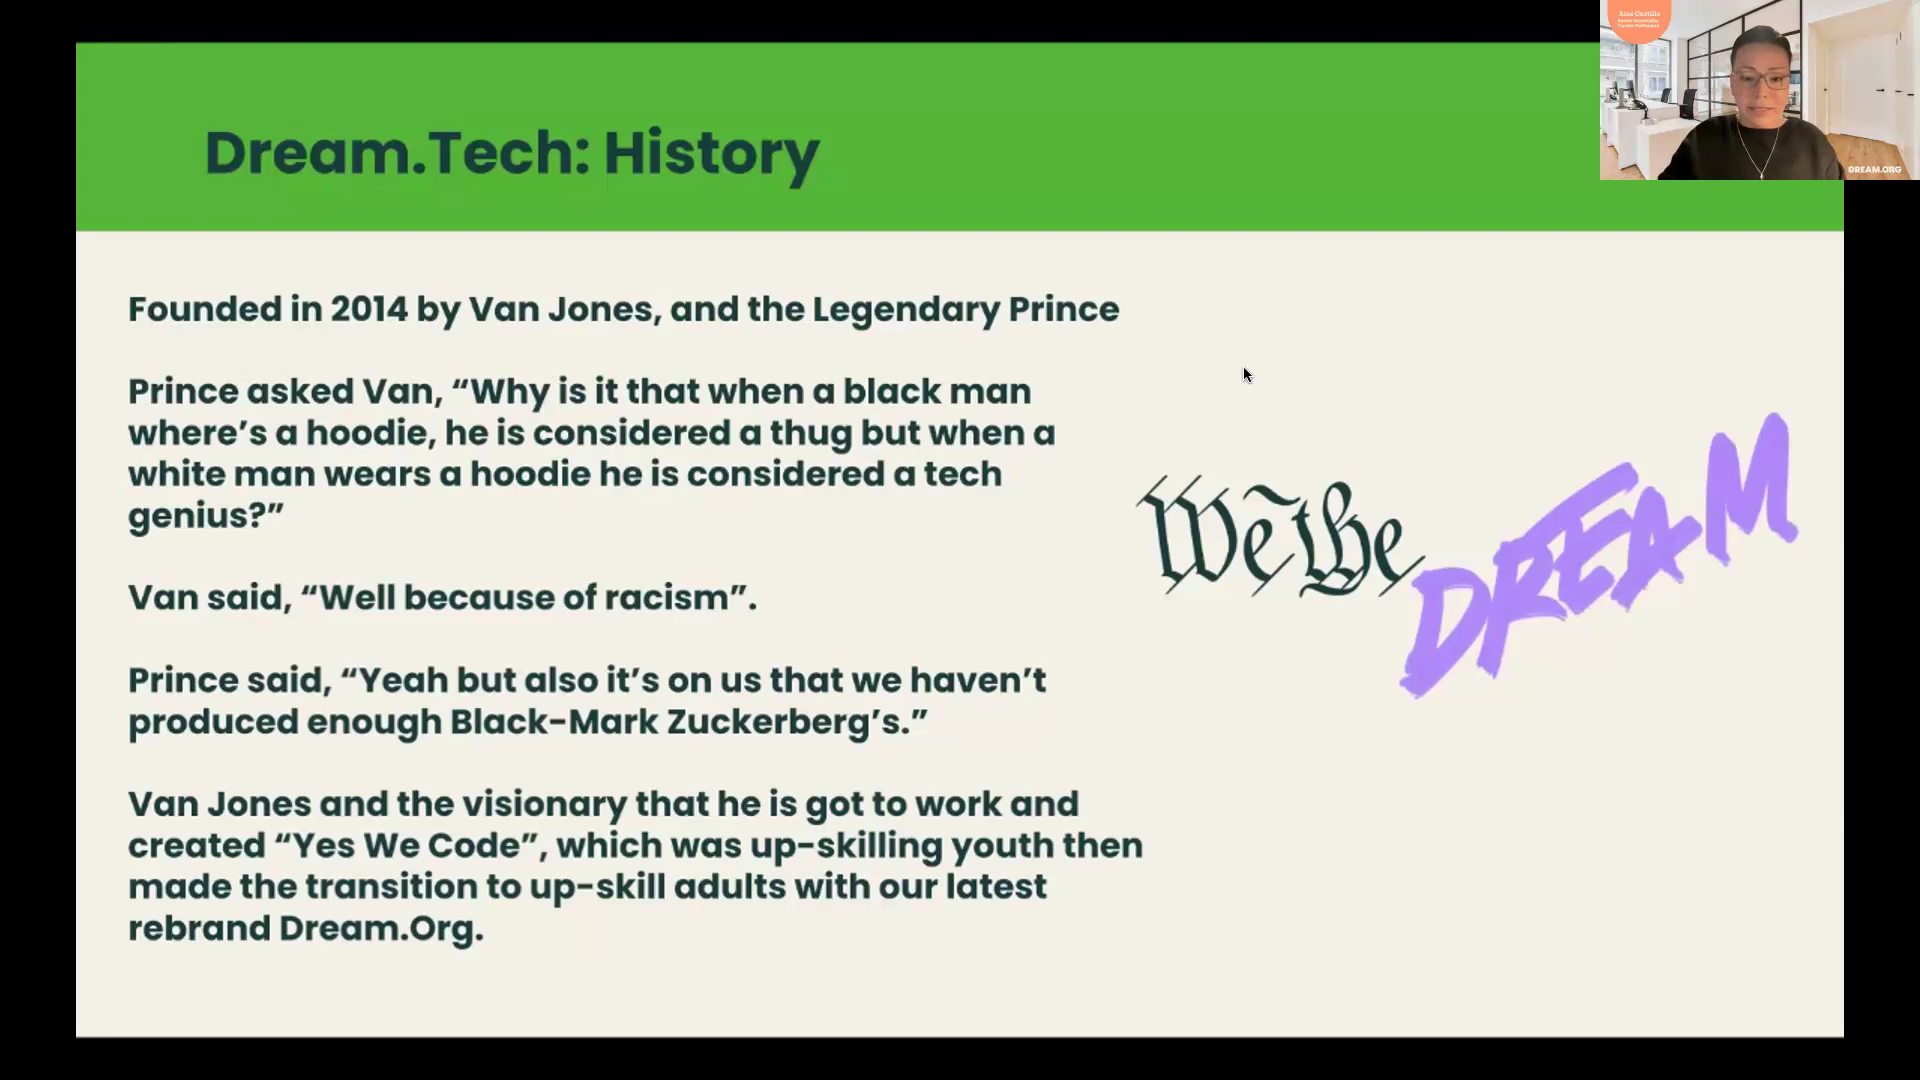 Alex Castillo
Dream.Tech: History
DREAM.ORG
Founded in 2014 by Van Jones, and the Legendary Prince
Prince asked Van, “Why is it that when a black man
where’s a hoodie, he is considered a thug but when a
white man wears a hoodie he is considered a tech
genius?”
Van said, “Well because of racism”.
Prince said, “Yeah but also it’s on us that we haven’t
produced enough Black-Mark Zuckerberg’s.”
Van Jones and the visionary that he is got to work and
created “Yes We Code”, which was up-skilling youth then
made the transition to up-skill adults with our latest
rebrand Dream.Org.
We the
DREAM